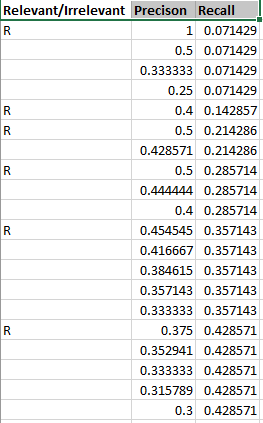 Relevant/Irrelevant Precison Recall
R 1 0.071429
0.5 0.071429
0.333333 0.071429
0.25 0.071429
R 0.4 0.142857
R 0.5 0.214286
0.428571 0.214286
R 0.5 0.285714
0.444444 0.285714
0.4 0.285714
R 0.454545 0.357143
0.416667 0.357143
0.384615 0.357143
0.357143 0.357143
0.333333 0.357143
R 0.375 0.428571
0.352941 0.428571
0.333333 0.428571
0.315789 0.428571
0.3 0.428571